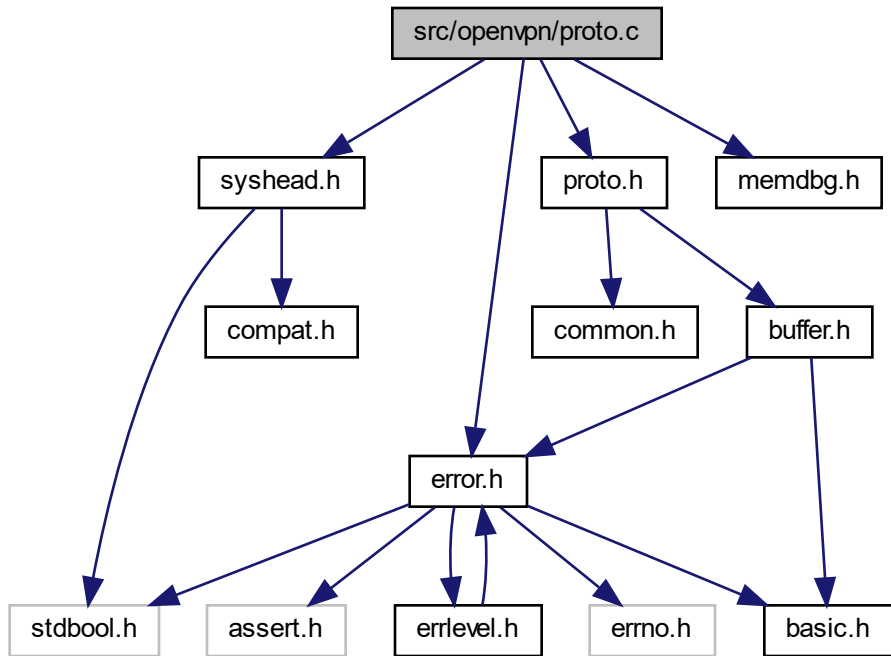 src/openvpn/proto.c
syshead.h
proto.h
memdbg.h
compat.h
common.h
buffer.h
error.h
stdbool.h
assert.h
errlevel.h
errno.h
basic.h